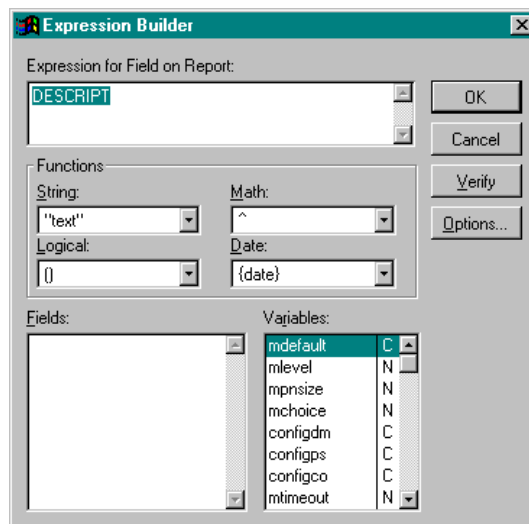 Expression Builder
Expression for Field on Report:
DESCRIPT
OK
Cancel
Verify
Options...
Functions
String:
Math:
"text"
^
Logical:
Date:
()
{date}
Fields:
Variables:
mdefault C
mlevel N
mpnsize N
mchoice N
configdm C
configps C
configco C
mtimeout N